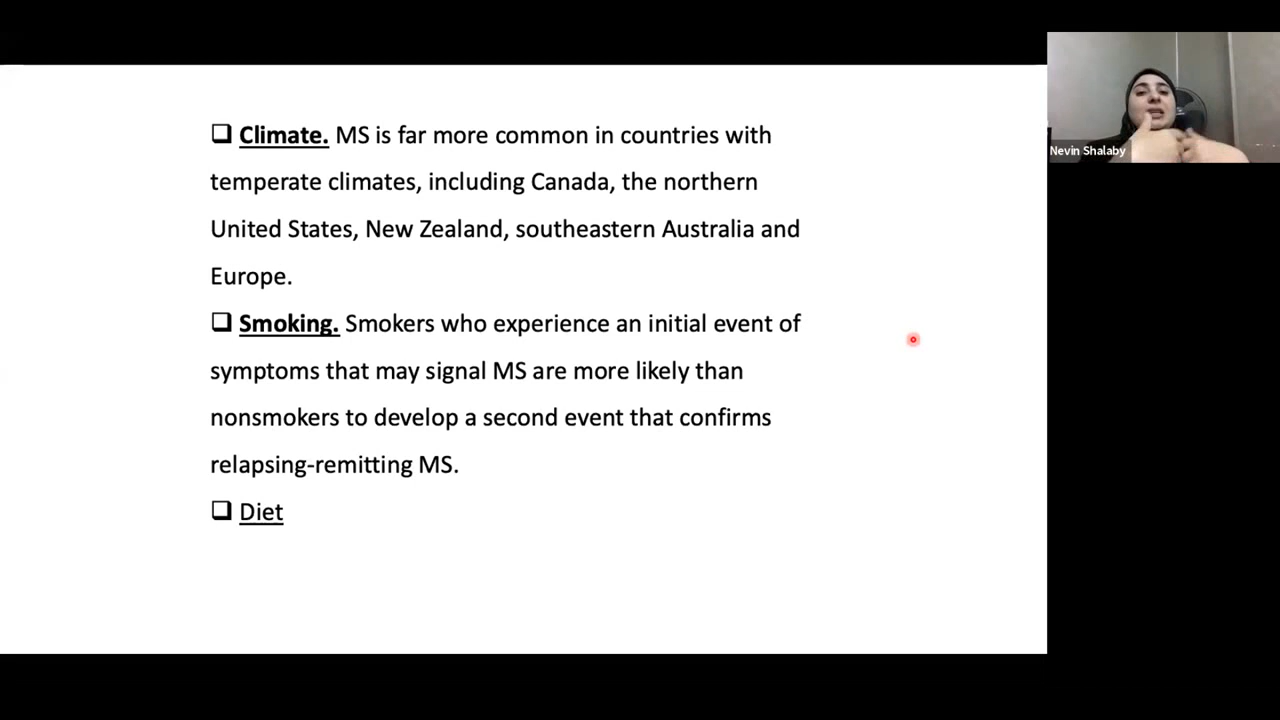 ❑ Climate. MS is far more common in countries with
temperate climates, including Canada, the northern
United States, New Zealand, southeastern Australia and
Europe.
❑ Smoking. Smokers who experience an initial event of
symptoms that may signal MS are more likely than
nonsmokers to develop a second event that confirms
relapsing-remitting MS.
❑ Diet
Nevin Shalaby